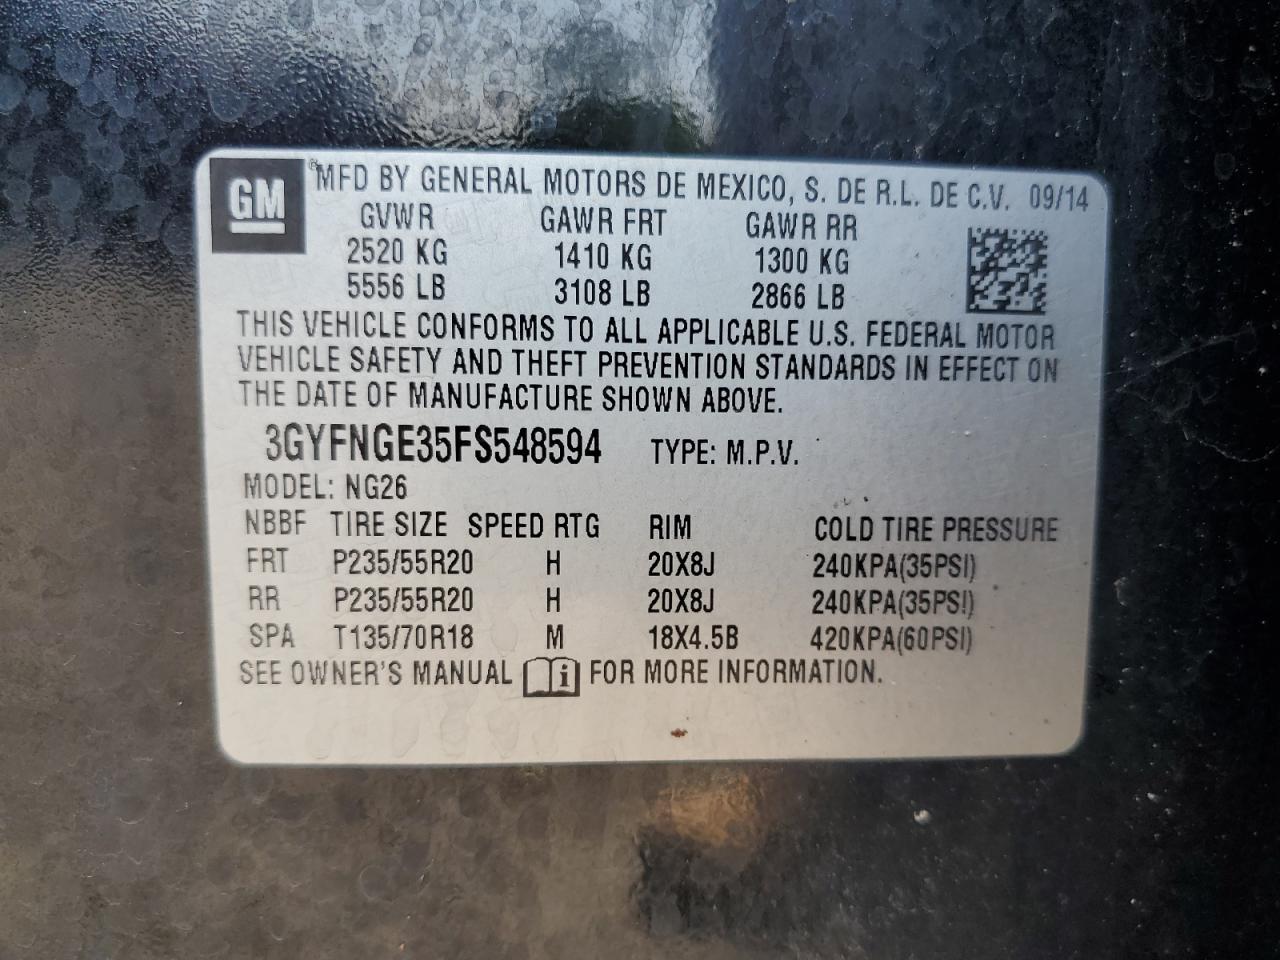 GM ® MFD BY GENERAL MOTORS DE MEXICO, S. DE R.L. DE C.V. 09/14
GVWR GAWR FRT GAWR RR
2520 KG 1410 KG 1300 KG
5556 LB 3108 LB 2866 LB
THIS VEHICLE CONFORMS TO ALL APPLICABLE U.S. FEDERAL MOTOR
VEHICLE SAFETY AND THEFT PREVENTION STANDARDS IN EFFECT ON
THE DATE OF MANUFACTURE SHOWN ABOVE.
3GYFNGE35FS548594 TYPE: M.P.V.
MODEL: NG26
NBBF TIRE SIZE SPEED RTG RIM COLD TIRE PRESSURE
FRT P235/55R20 H 20X8J 240KPA(35PSI)
RR P235/55R20 H 20X8J 240KPA(35PSI)
SPA T135/70R18 M 18X4.5B 420KPA(60PSI)
SEE OWNER'S MANUAL i FOR MORE INFORMATION.